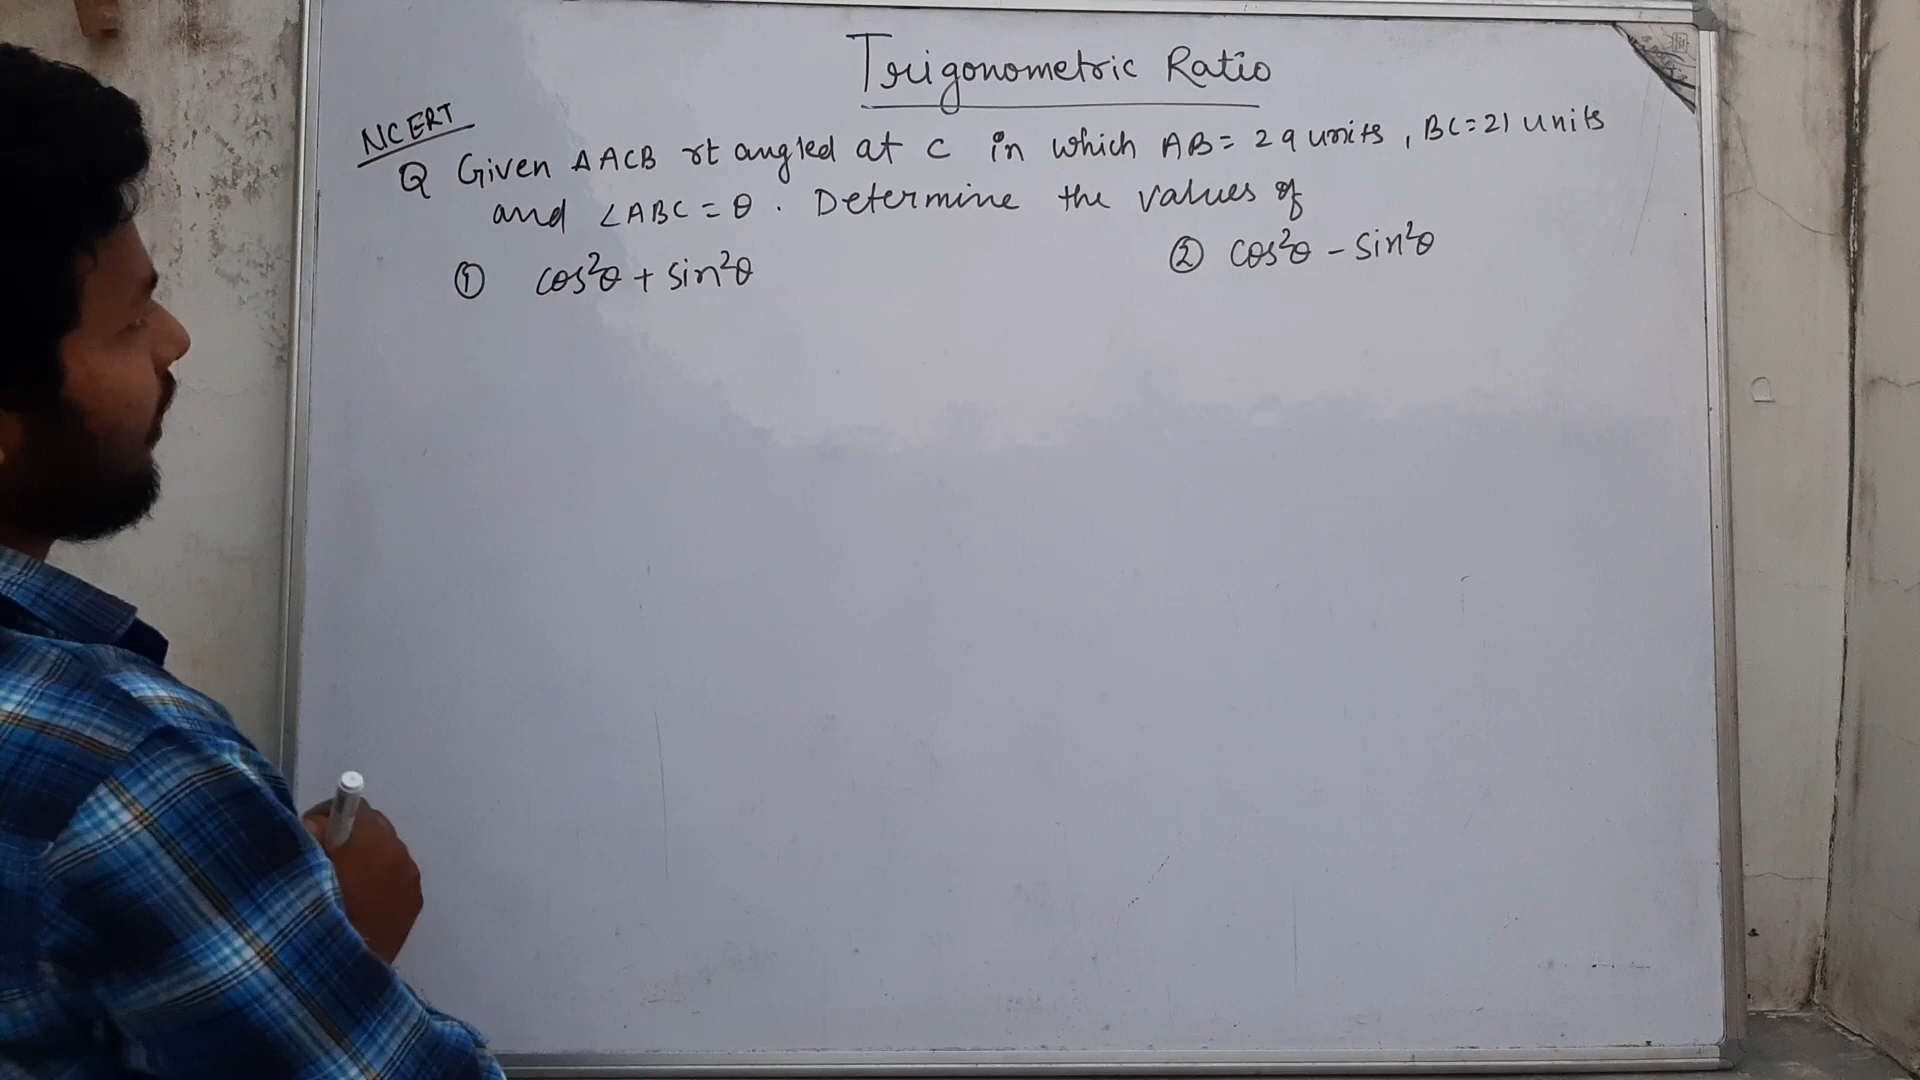 Trigonometric Ratio
NCERT
Q Given ΔACB rt angled at C in which AB = 29 units, BC = 21 units
and ∠ABC = θ. Determine the values of
① cos²θ + sin²θ ② cos²θ - sin²θ